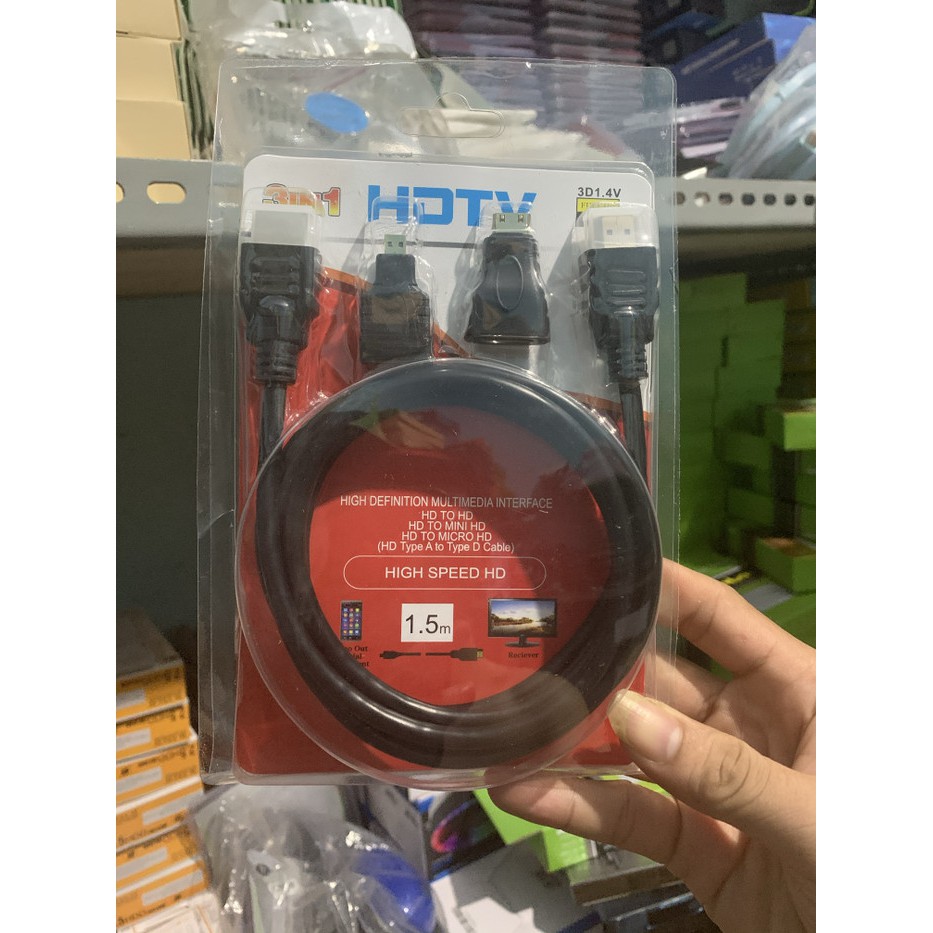 3in1
HDTV
3D1.4V
HIGH DEFINITION MULTIMEDIA INTERFACE
HD TO HD
HD TO MINI HD
HD TO MICRO HD
(HD Type A to Type D Cable)
HIGH SPEED HD
1.5m
Out
Reciever